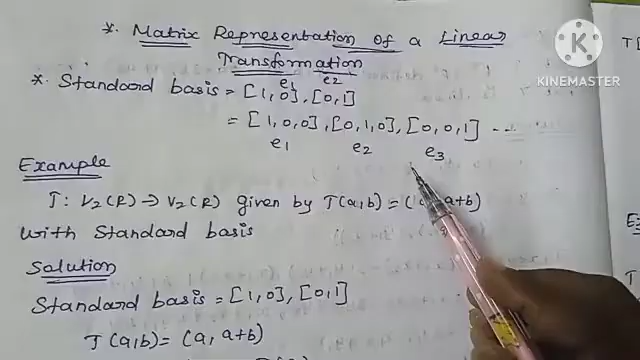 *. Matrix Representation of a Linear
Transformation
*. Standard basis = [1,0], [0,1]
e1 e2
= [1,0,0], [0,1,0], [0,0,1] ...
e1 e2 e3
Example
T: V2(R) → V2(R) given by T(a,b) = ( a+b)
with standard basis
Solution
Standard basis = [1,0], [0,1]
T(a,b) = (a, a+b)
KINEMASTER